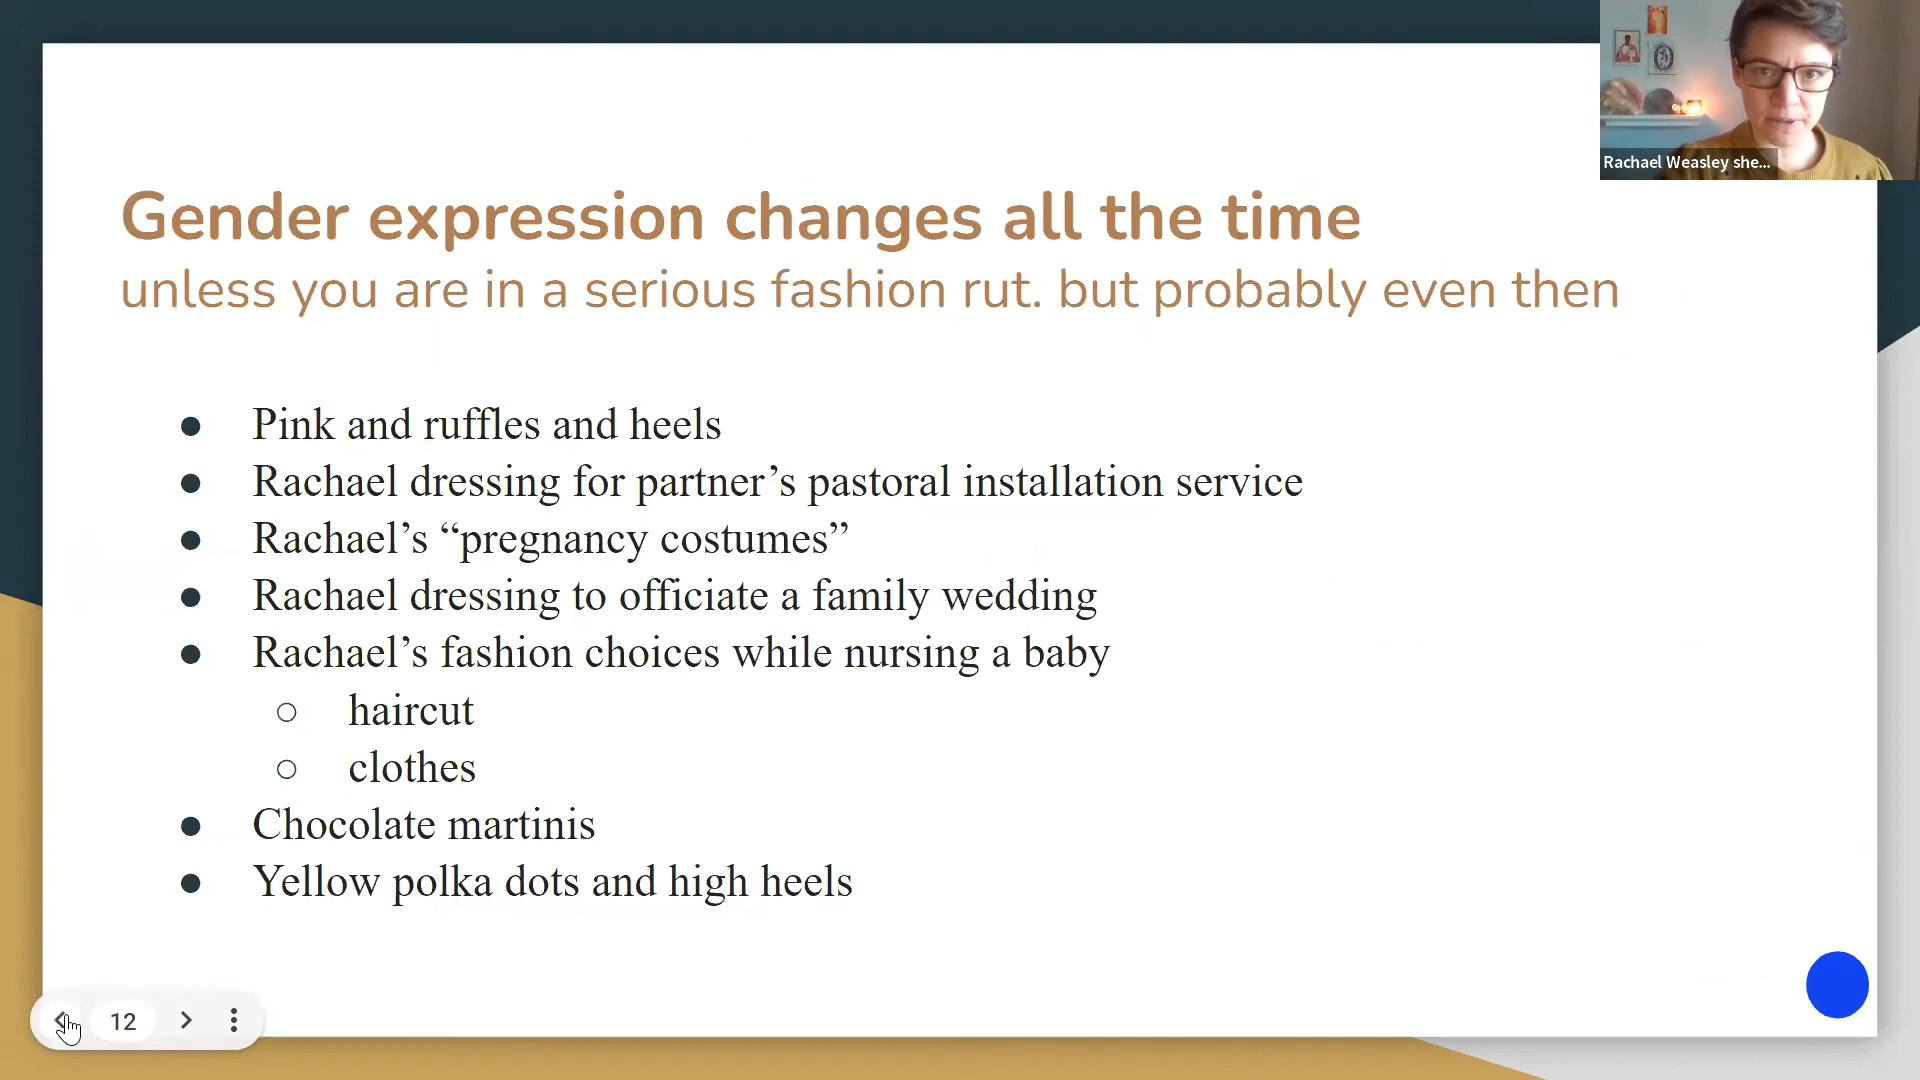 Rachael Weasley she...
Gender expression changes all the time
unless you are in a serious fashion rut. but probably even then
● Pink and ruffles and heels
● Rachael dressing for partner’s pastoral installation service
● Rachael’s “pregnancy costumes”
● Rachael dressing to officiate a family wedding
● Rachael’s fashion choices while nursing a baby
○ haircut
○ clothes
● Chocolate martinis
● Yellow polka dots and high heels
12